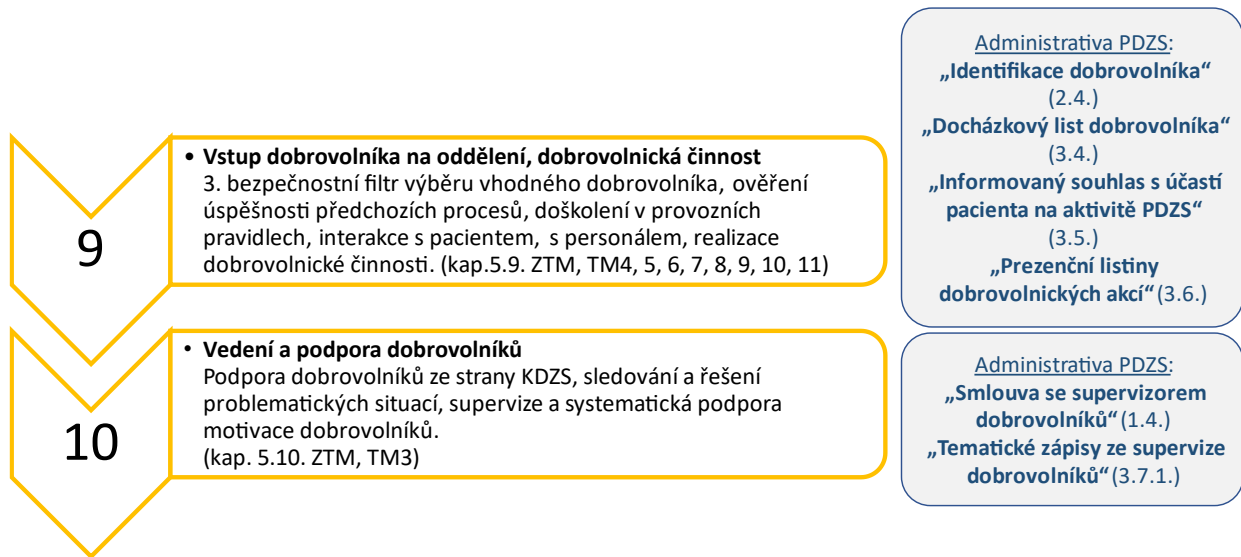 9
• Vstup dobrovolníka na oddělení, dobrovolnická činnost
3. bezpečnostní filtr výběru vhodného dobrovolníka, ověření
úspěšnosti předchozích procesů, doškolení v provozních
pravidlech, interakce s pacientem, s personálem, realizace
dobrovolnické činnosti. (kap.5.9. ZTM, TM4, 5, 6, 7, 8, 9, 10, 11)
Administrativa PDZS:
„Identifikace dobrovolníka“
(2.4.)
„Docházkový list dobrovolníka“
(3.4.)
„Informovaný souhlas s účastí
pacienta na aktivitě PDZS“
(3.5.)
„Prezenční listiny
dobrovolnických akcí“ (3.6.)
10
• Vedení a podpora dobrovolníků
Podpora dobrovolníků ze strany KDZS, sledování a řešení
problematických situací, supervize a systematická podpora
motivace dobrovolníků.
(kap. 5.10. ZTM, TM3)
Administrativa PDZS:
„Smlouva se supervizorem
dobrovolníků“ (1.4.)
„Tematické zápisy ze supervize
dobrovolníků“ (3.7.1.)